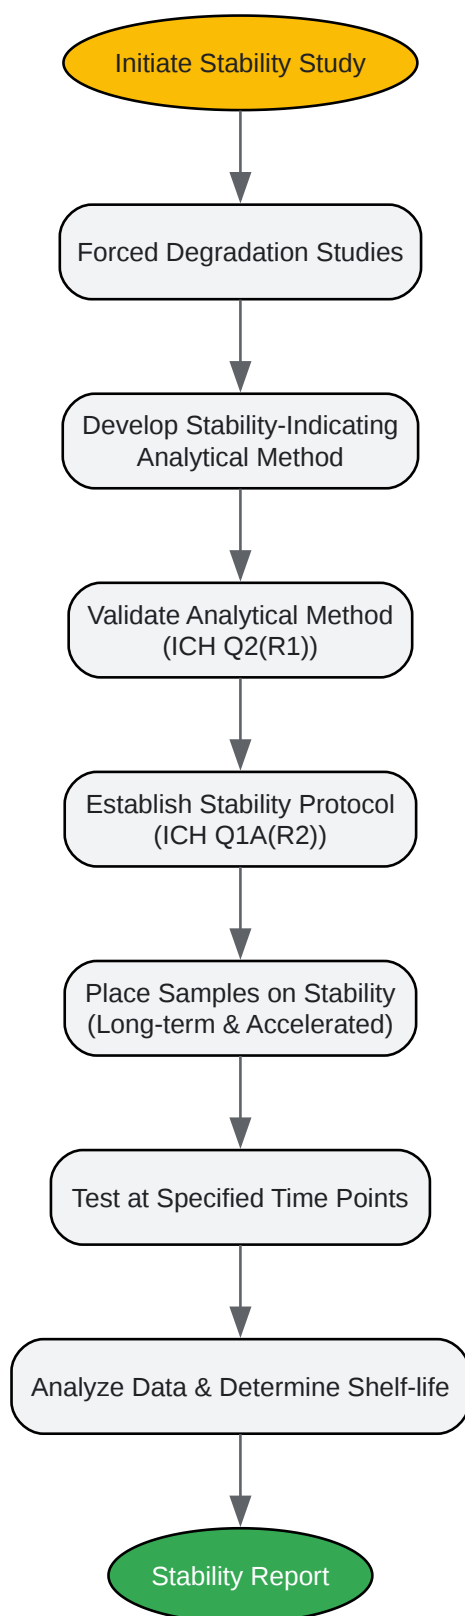 Initiate Stability Study
Forced Degradation Studies
Develop Stability-Indicating
Analytical Method
Validate Analytical Method
(ICH Q2(R1))
Establish Stability Protocol
(ICH Q1A(R2))
Place Samples on Stability
(Long-term & Accelerated)
Test at Specified Time Points
Analyze Data & Determine Shelf-life
Stability Report